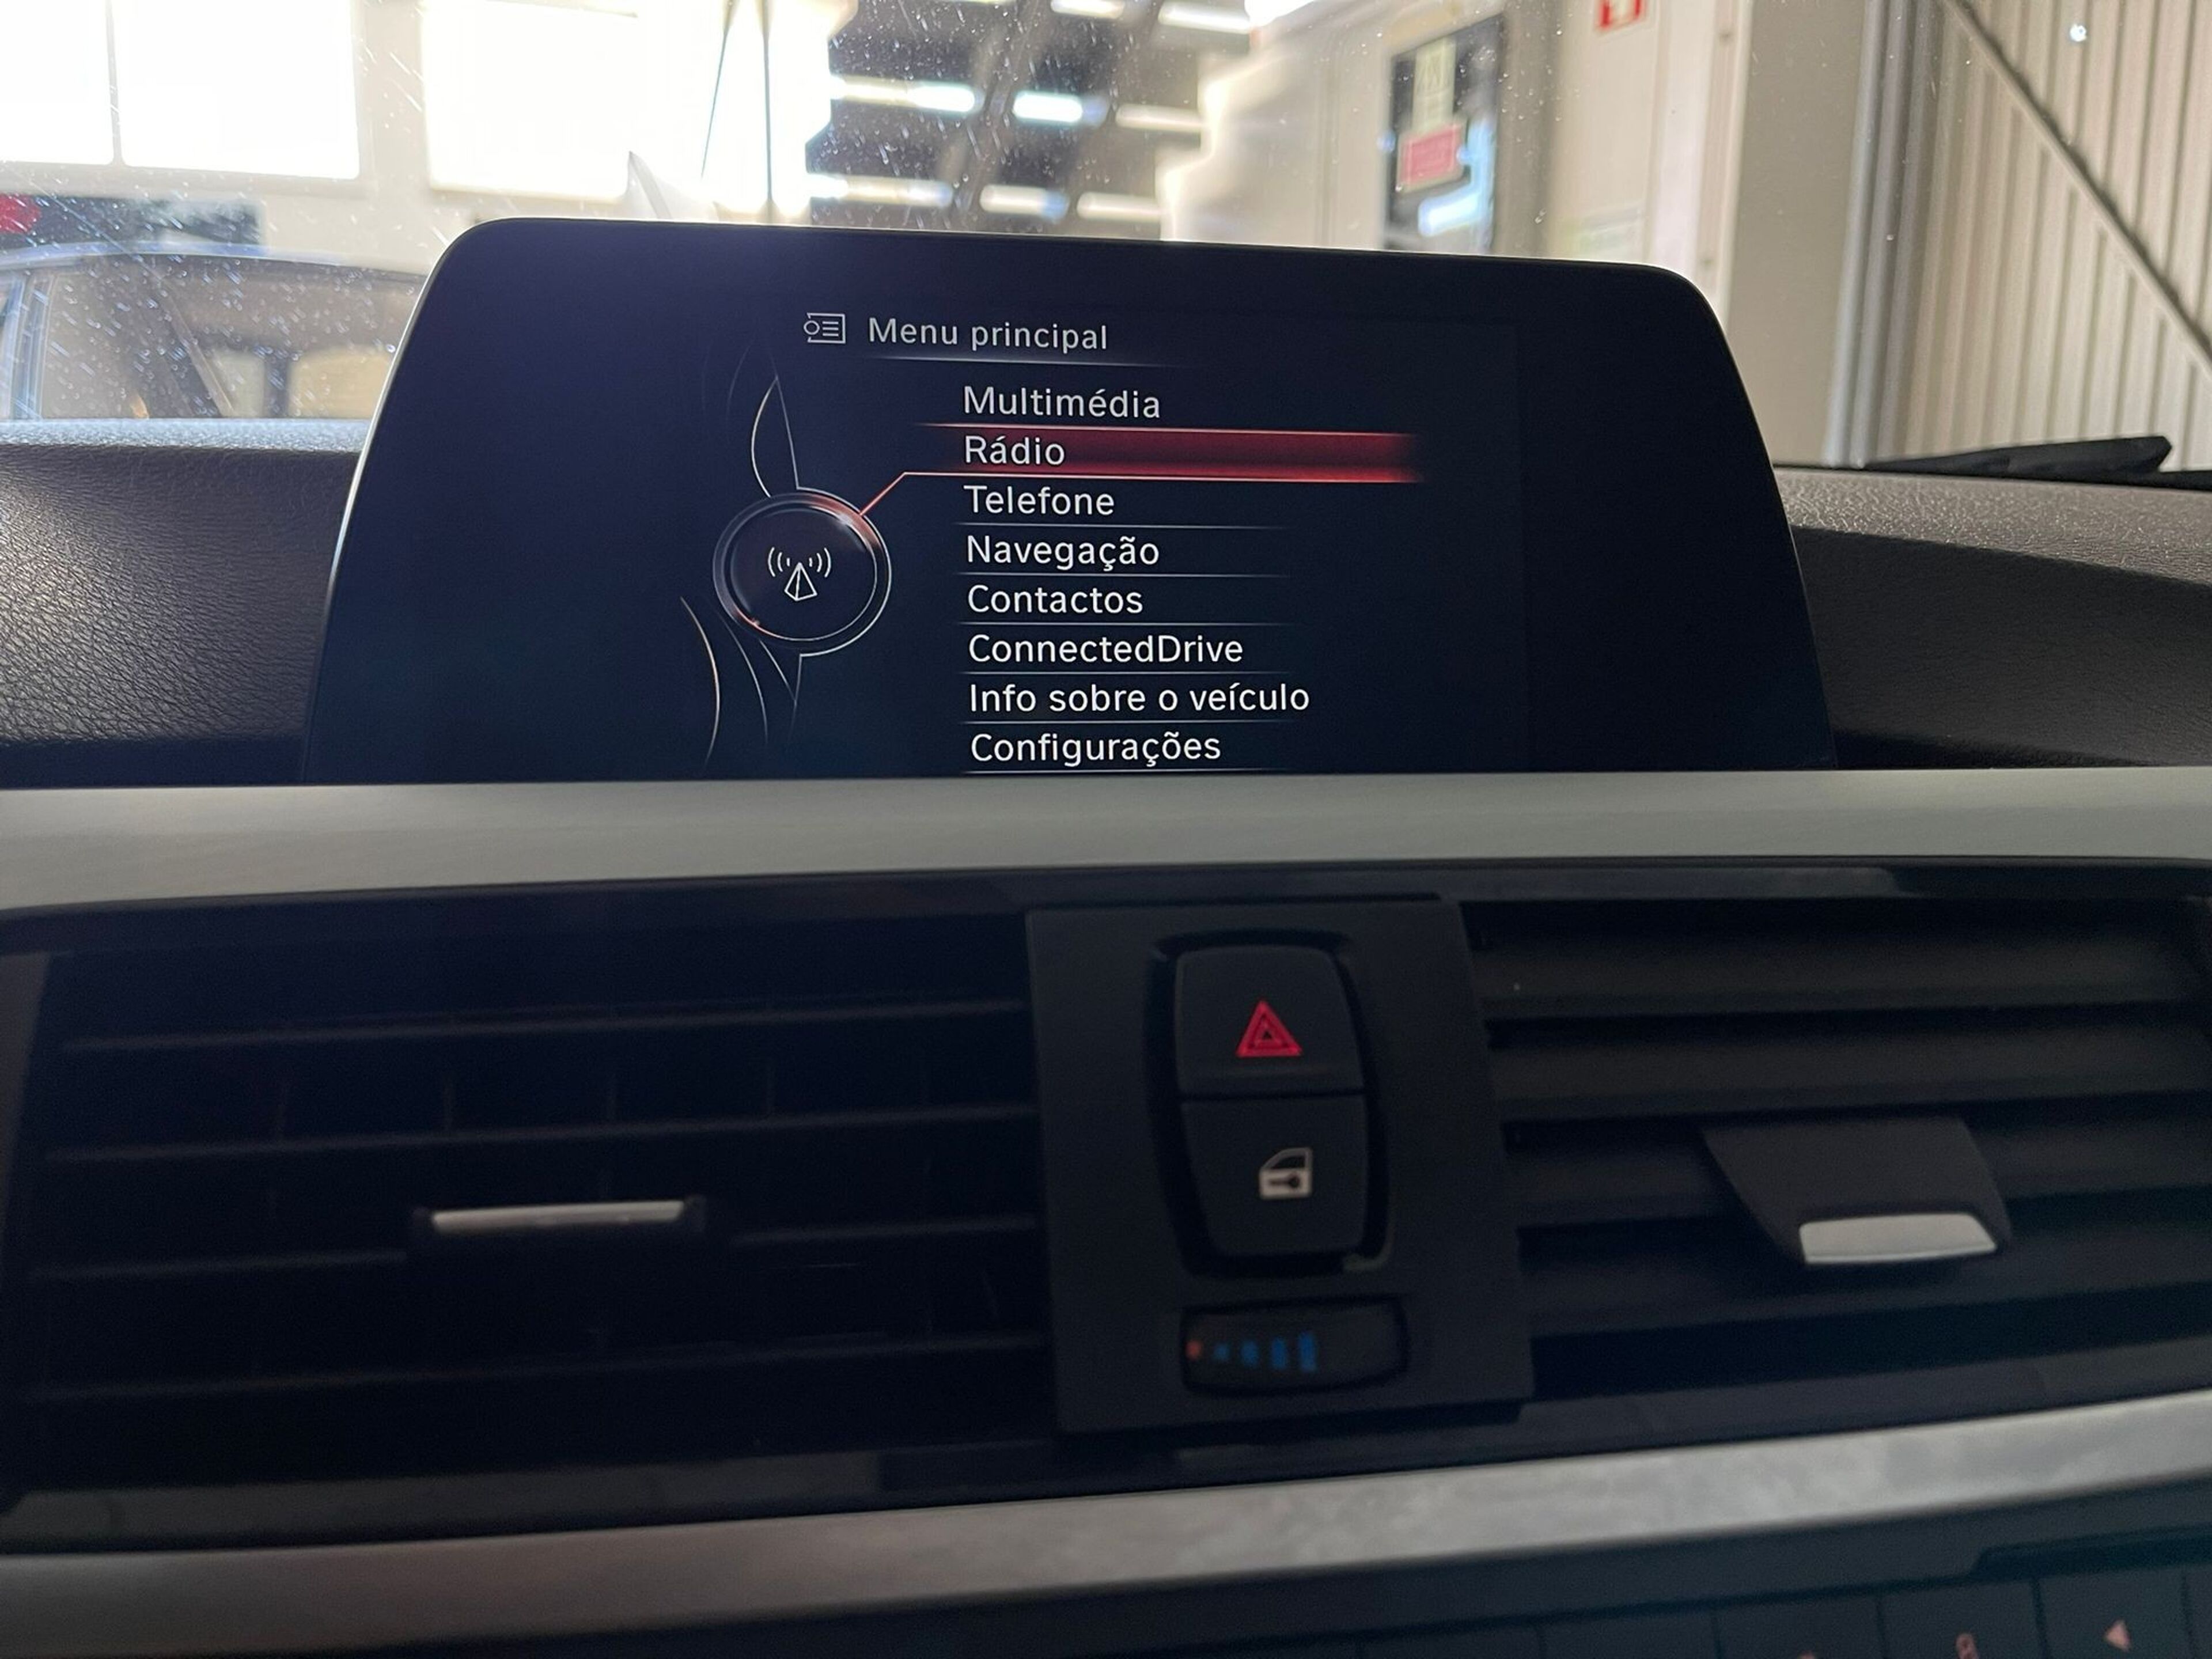 Menu principal
Multimédia
Rádio
Telefone
Navegação
Contactos
ConnectedDrive
Info sobre o veículo
Configurações